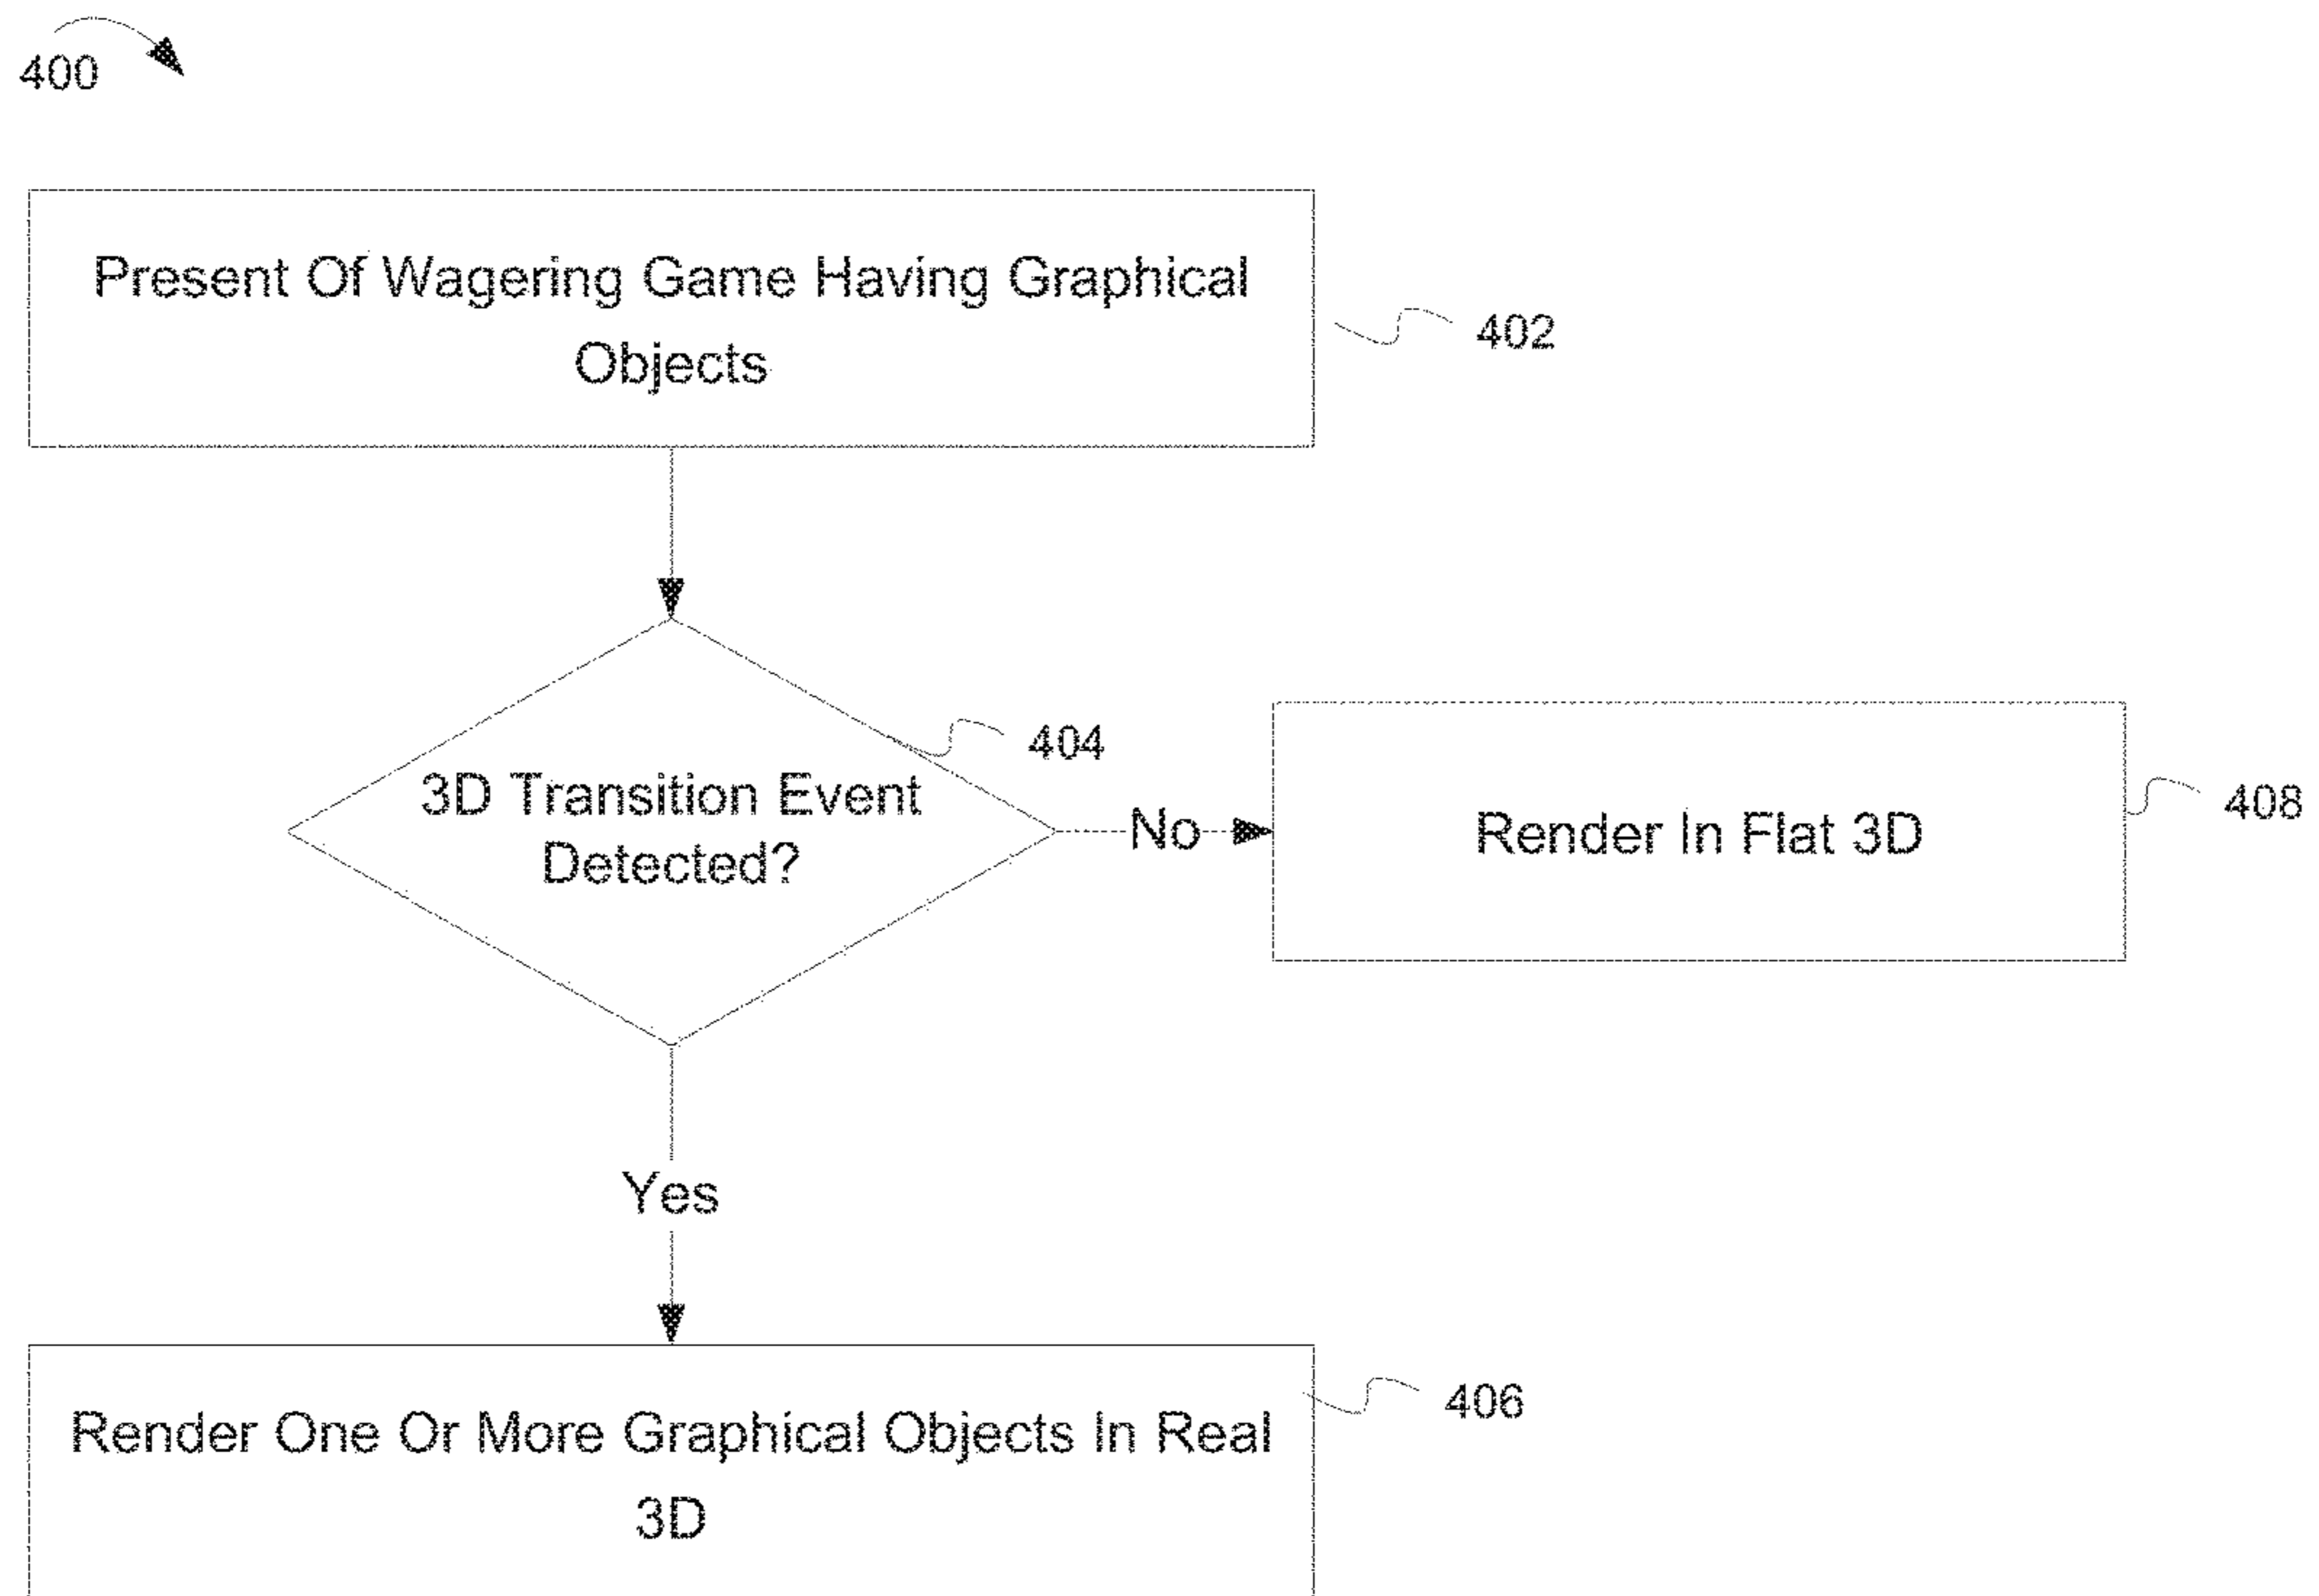 400
Present Of Wagering Game Having Graphical
Objects
402
404
3D Transition Event
Detected?
No
Render In Flat 3D
408
Yes
Render One Or More Graphical Objects In Real
3D
406